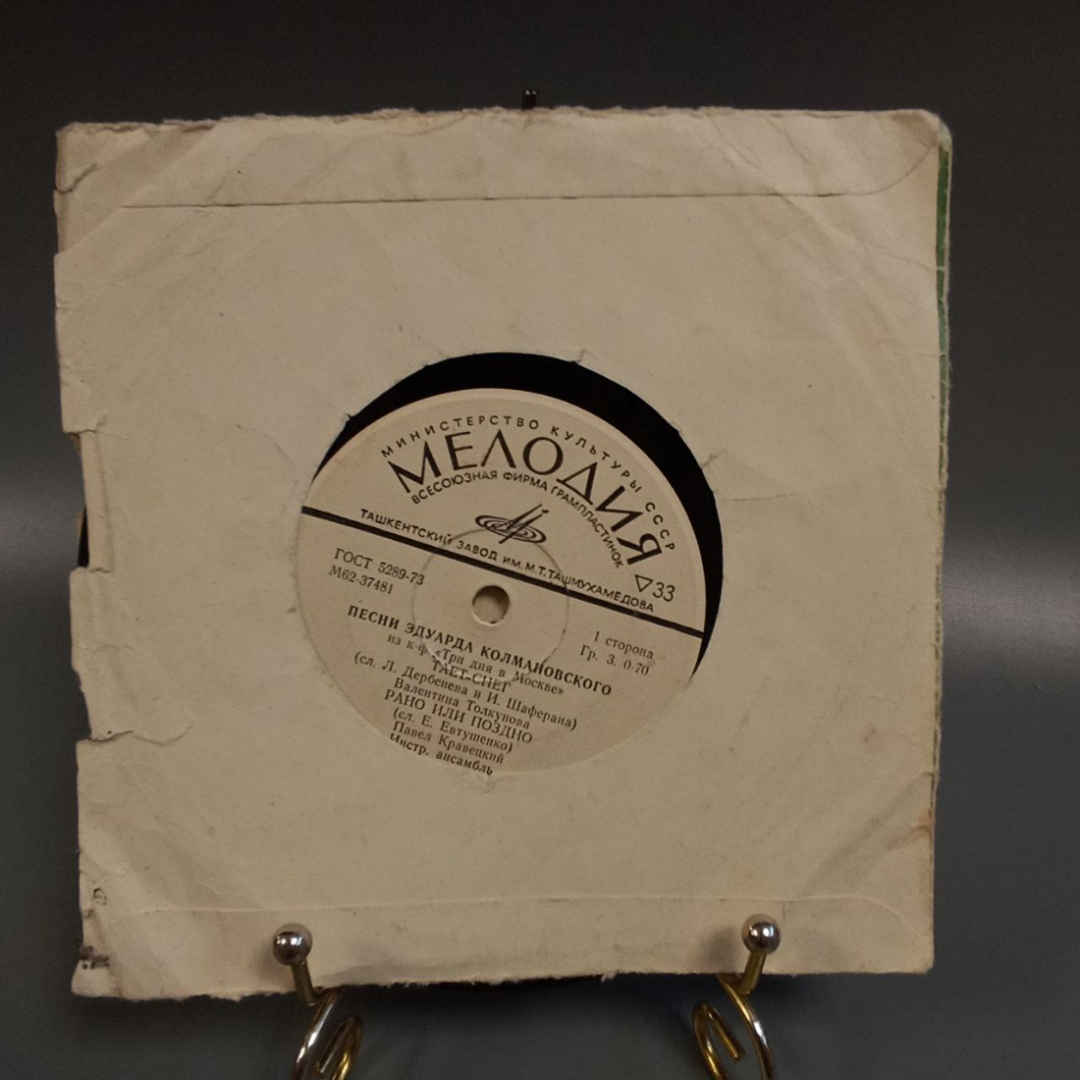 МИНИСТЕРСТВО КУЛЬТУРЫ СССР
МЕЛОДИЯ
ВСЕСОЮЗНАЯ ФИРМА ГРАМПЛАСТИНОК
ТАШКЕНТСКИЙ ЗАВОД ИМ. М.Т. ТАШМУХАМЕДОВА
33
ГОСТ 5289-73
М62-37481
1 сторона
Гр. 3. 0-70
ПЕСНИ ЭДУАРДА КОЛМАНОВСКОГО
из к-ф «Три дня в Москве»
ТАЕТ СНЕГ
(сл. Л. Дербенева и И. Шаферана)
Валентина Толкунова
РАНО ИЛИ ПОЗДНО
(сл. Е. Евтушенко)
Павел Кравецкий
Инстр. ансамбль